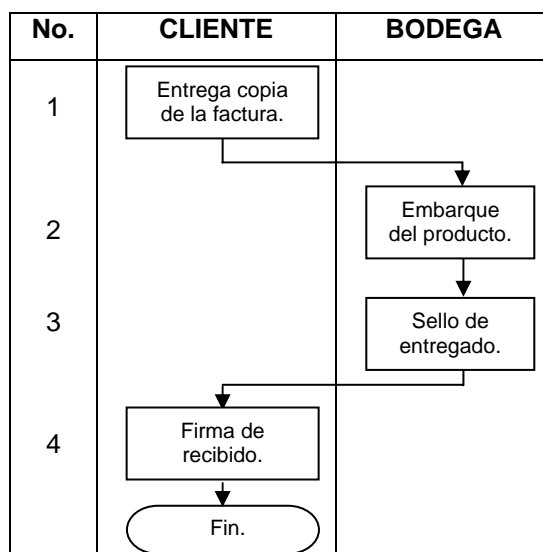 No. CLIENTE BODEGA
1
Entrega copia
de la factura.
2
Embarque
del producto.
3
Sello de
entregado.
4
Firma de
recibido.
Fin.